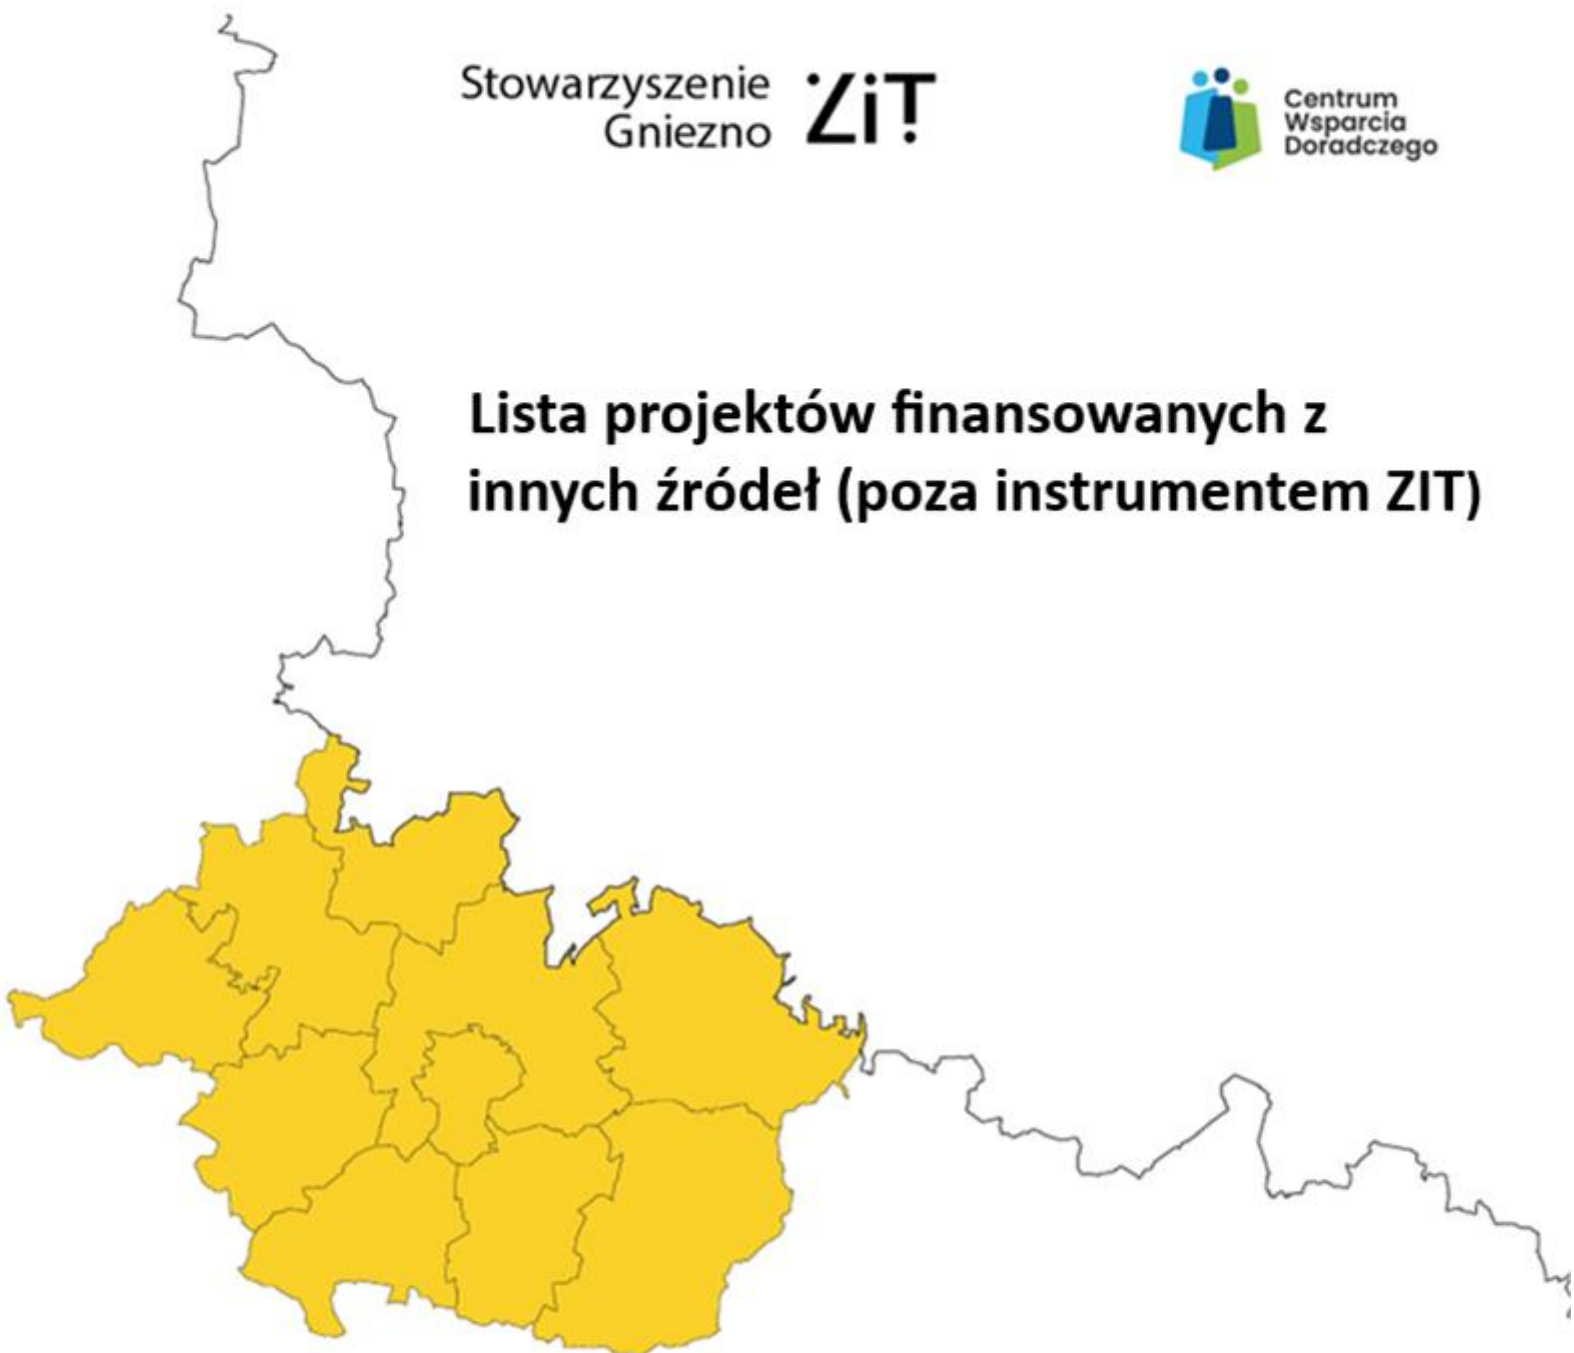 Stowarzyszenie
Gniezno
ZiT
Centrum
Wsparcia
Doradczego
Lista projektów finansowanych z
innych źródeł (poza instrumentem ZIT)